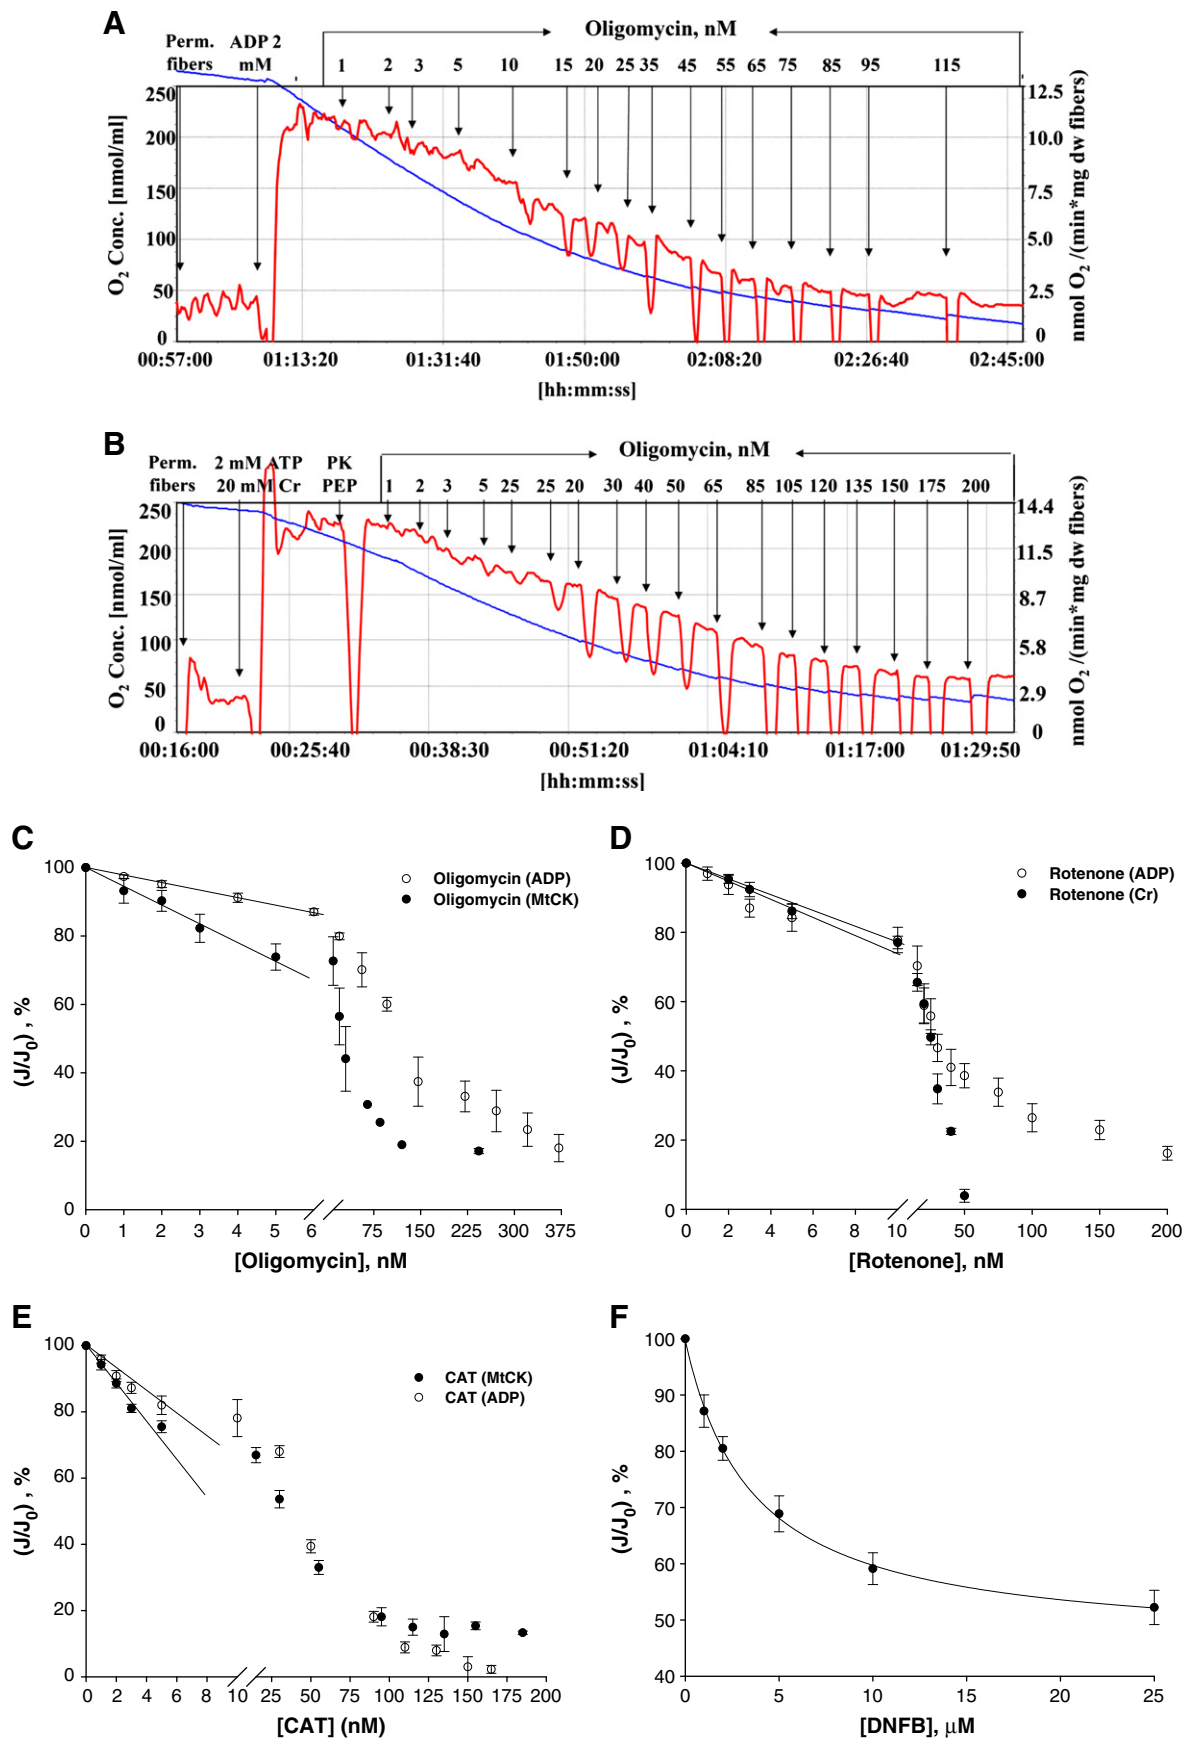 A
Oligomycin, nM
Perm. fibers
ADP 2 mM
1 2 3 5 10 15 20 25 35 45 55 65 75 85 95 115
O2 Conc. [nmol/ml]
250
200
150
100
50
0
12.5
10.0
7.5
5.0
2.5
0
nmol O2 /(min*mg dw fibers)
00:57:00 01:13:20 01:31:40 01:50:00 02:08:20 02:26:40 02:45:00
[hh:mm:ss]
B
Oligomycin, nM
Perm. fibers
2 mM ATP
20 mM Cr
PK
PEP
1 2 3 5 25 25 20 30 40 50 65 85 105 120 135 150 175 200
O2 Conc. [nmol/ml]
250
200
150
100
50
0
14.4
11.5
8.7
5.8
2.9
0
nmol O2 /(min*mg dw fibers)
00:16:00 00:25:40 00:38:30 00:51:20 01:04:10 01:17:00 01:29:50
[hh:mm:ss]
C
Oligomycin (ADP)
Oligomycin (MtCK)
(J/J0) , %
100
80
60
40
20
0
0 1 2 3 4 5 6 75 150 225 300 375
[Oligomycin], nM
D
Rotenone (ADP)
Rotenone (Cr)
(J/J0) , %
100
80
60
40
20
0
0 2 4 6 8 10 50 100 150 200
[Rotenone], nM
E
CAT (MtCK)
CAT (ADP)
(J/J0) , %
100
80
60
40
20
0
0 2 4 6 8 10 25 50 75 100 125 150 175 200
[CAT] (nM)
F
(J/J0) , %
100
90
80
70
60
50
40
0 5 10 15 20 25
[DNFB], μM